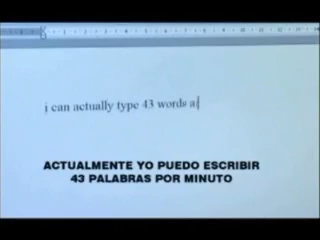 i can actually type 43 words a
ACTUALMENTE YO PUEDO ESCRIBIR
43 PALABRAS POR MINUTO